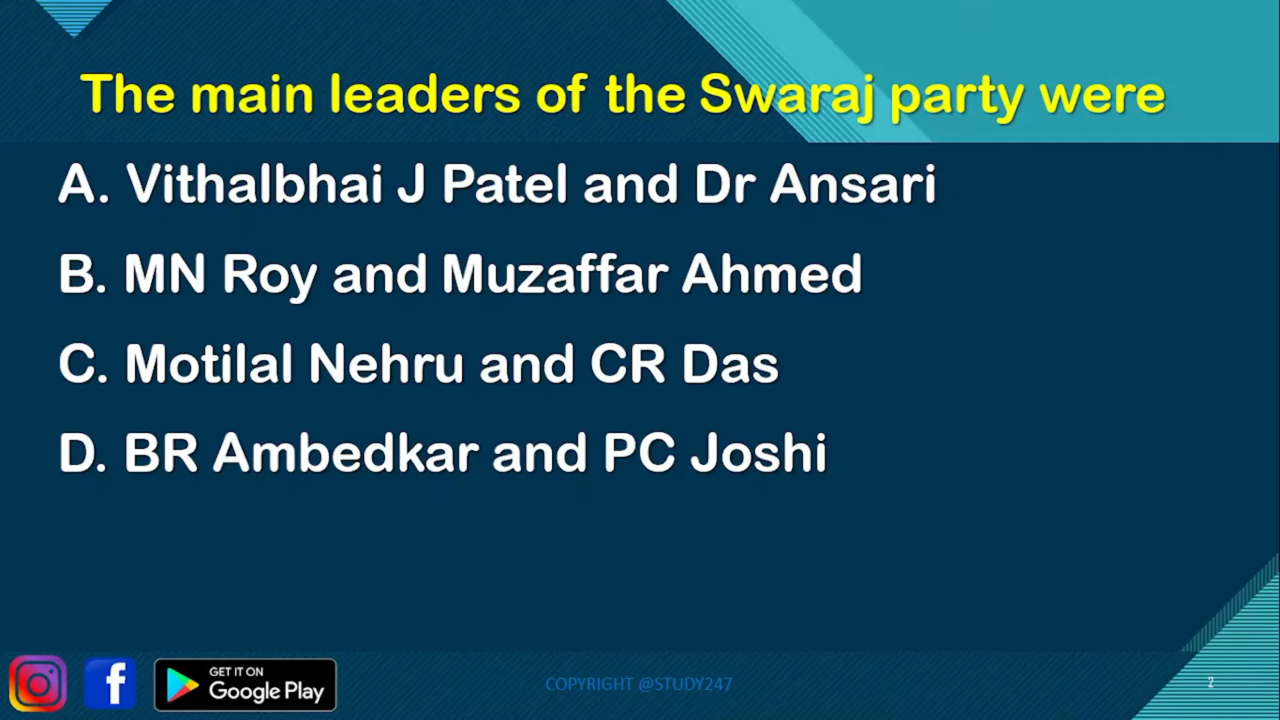 The main leaders of the Swaraj party were
A. Vithalbhai J Patel and Dr Ansari
B. MN Roy and Muzaffar Ahmed
C. Motilal Nehru and CR Das
D. BR Ambedkar and PC Joshi
GET IT ON
Google Play
COPYRIGHT @STUDY247
2